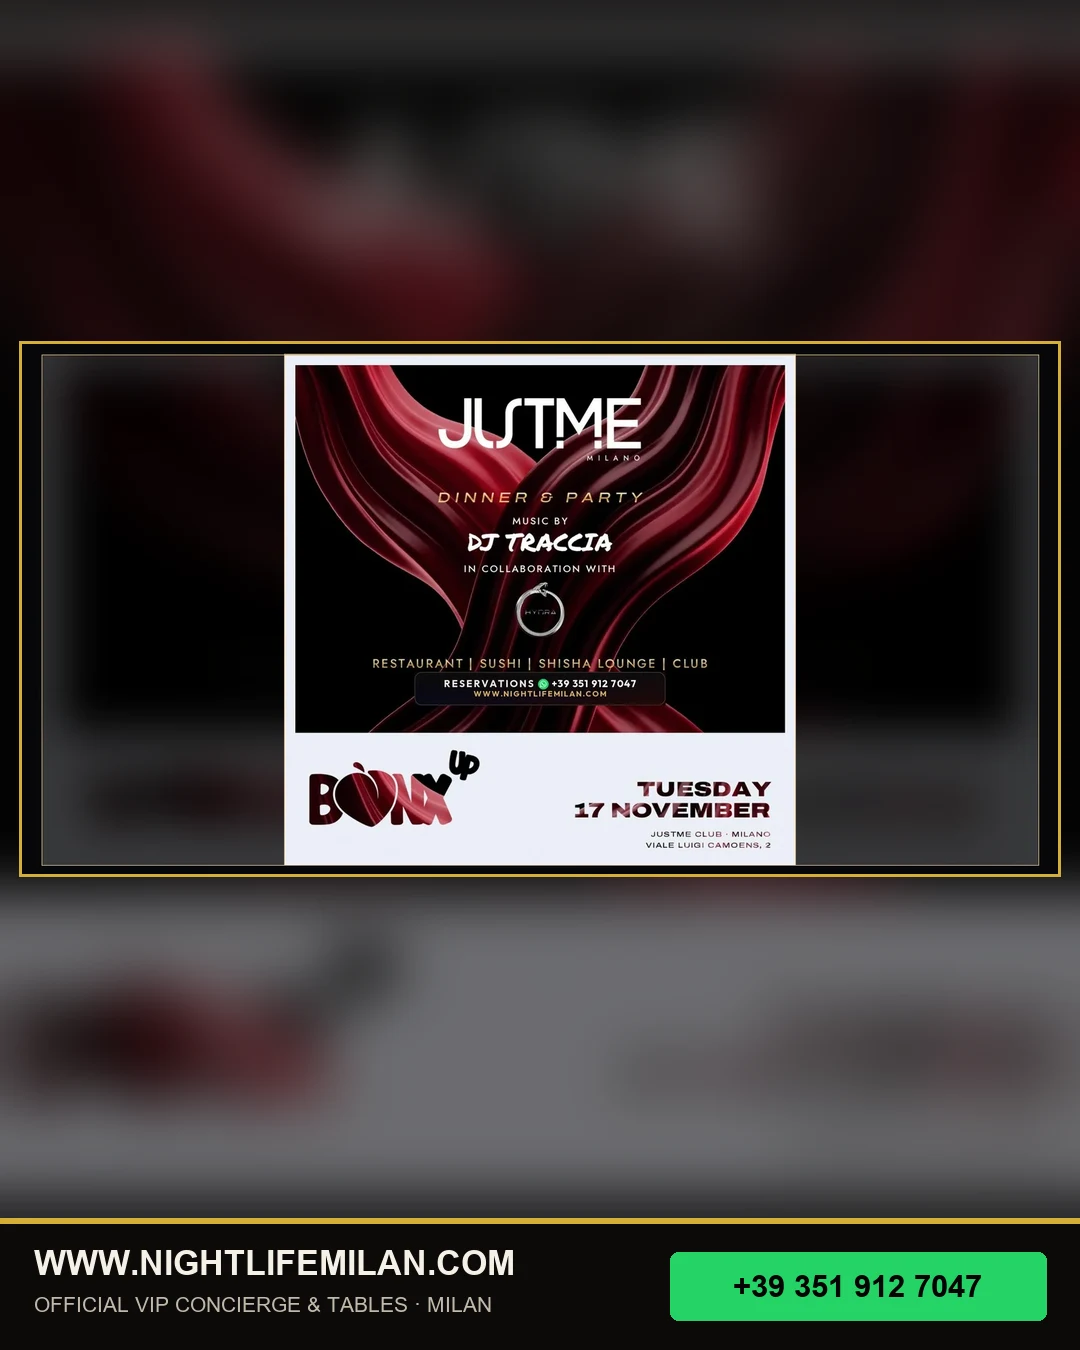 JUSTME
MILANO
DINNER & PARTY
MUSIC BY
DJ TRACCIA
IN COLLABORATION WITH
HYDRA
RESTAURANT | SUSHI | SHISHA LOUNGE | CLUB
RESERVATIONS +39 351 912 7047
WWW.NIGHTLIFEMILAN.COM
BONX UP
TUESDAY
17 NOVEMBER
JUSTME CLUB · MILANO
VIALE LUIGI CAMOENS, 2
WWW.NIGHTLIFEMILAN.COM
OFFICIAL VIP CONCIERGE & TABLES · MILAN
+39 351 912 7047